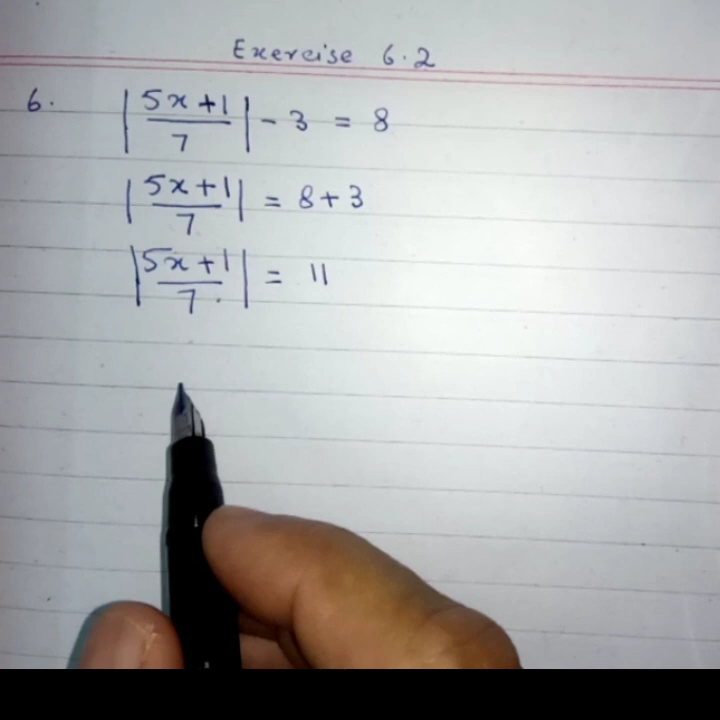 Exercise 6.2
6. |5x+1/7| - 3 = 8
|5x+1/7| = 8+3
|5x+1/7.| = 11